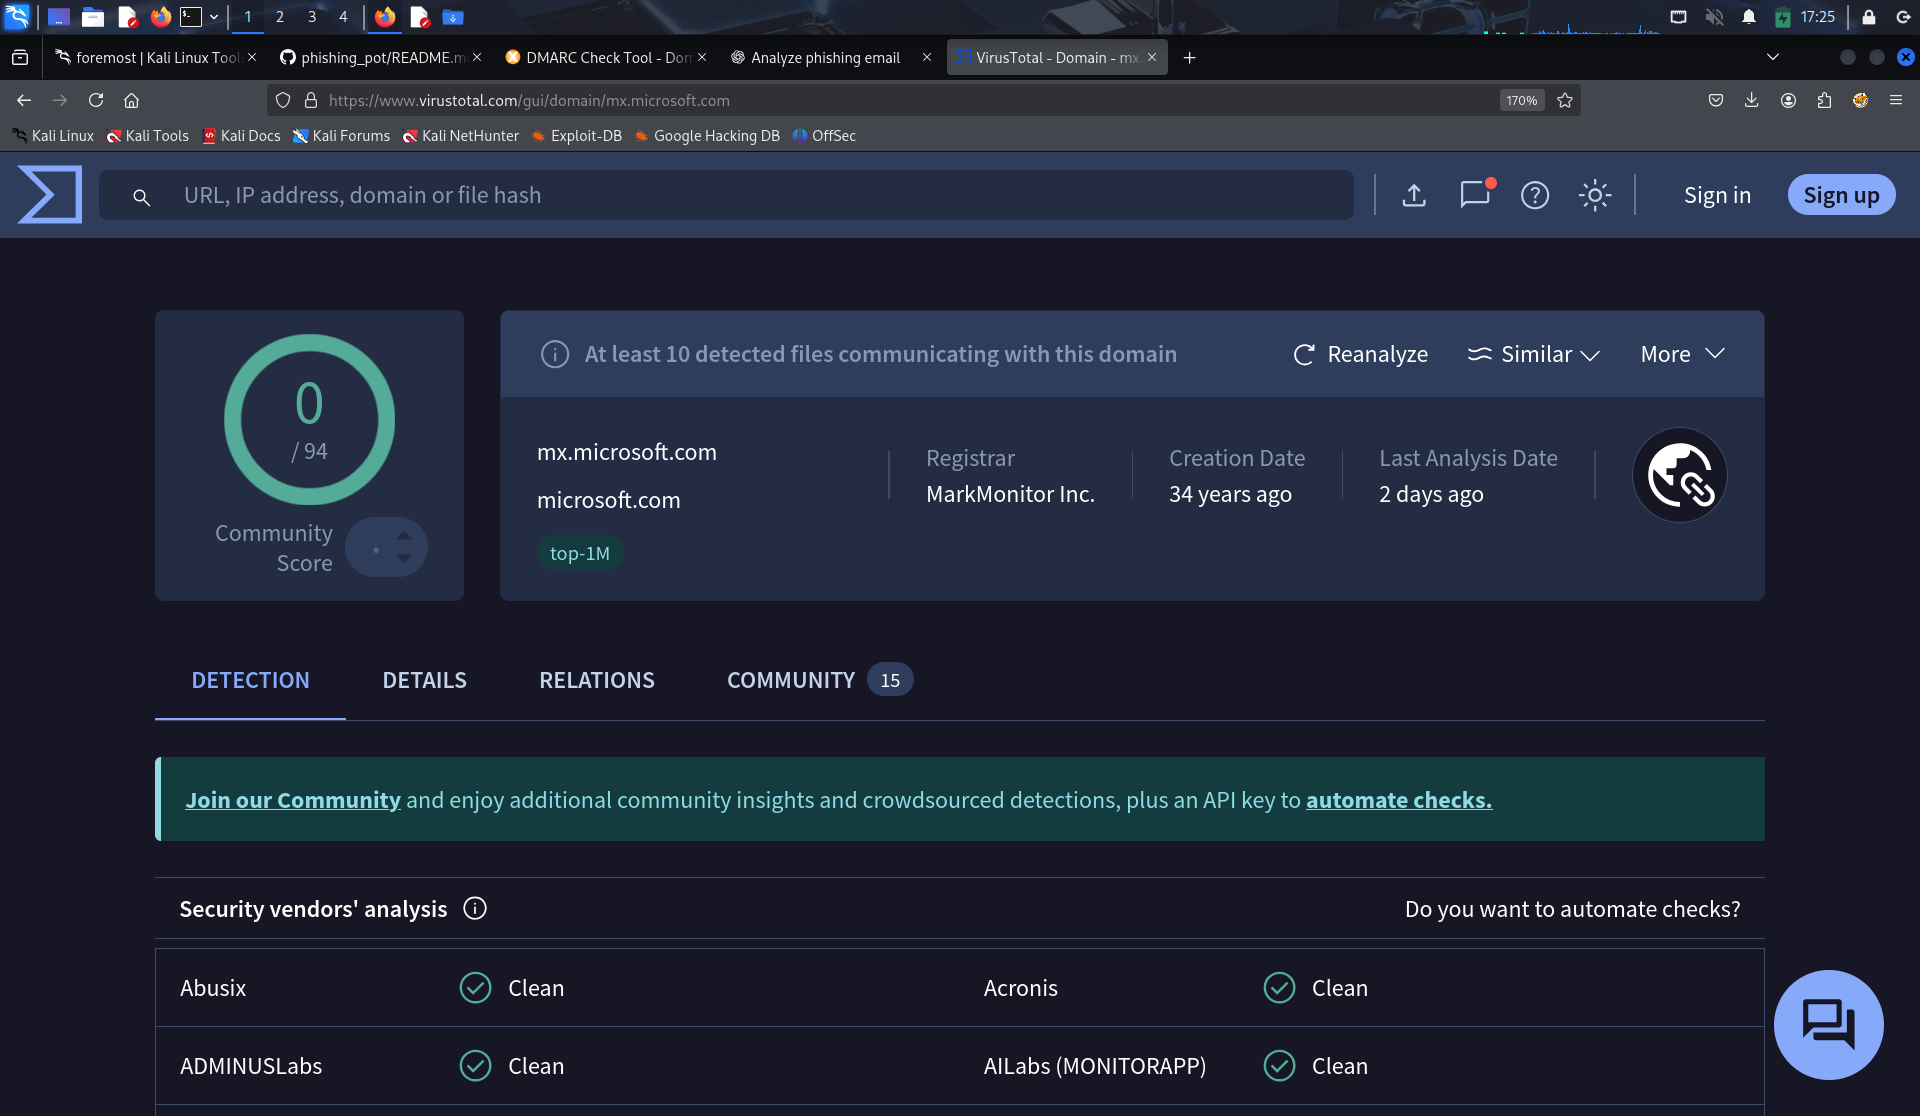 1 2 3 4 17:25
foremost | Kali Linux Tool phishing_pot/README.m DMARC Check Tool - Dom Analyze phishing email VirusTotal - Domain - mx.
https://www.virustotal.com/gui/domain/mx.microsoft.com 170%
Kali Linux Kali Tools Kali Docs Kali Forums Kali NetHunter Exploit-DB Google Hacking DB OffSec
URL, IP address, domain or file hash Sign in Sign up
At least 10 detected files communicating with this domain Reanalyze Similar More
0
/ 94
Community
Score
mx.microsoft.com
microsoft.com
top-1M
Registrar
MarkMonitor Inc.
Creation Date
34 years ago
Last Analysis Date
2 days ago
DETECTION DETAILS RELATIONS COMMUNITY 15
Join our Community and enjoy additional community insights and crowdsourced detections, plus an API key to automate checks.
Security vendors' analysis Do you want to automate checks?
Abusix Clean Acronis Clean
ADMINUSLabs Clean AILabs (MONITORAPP) Clean